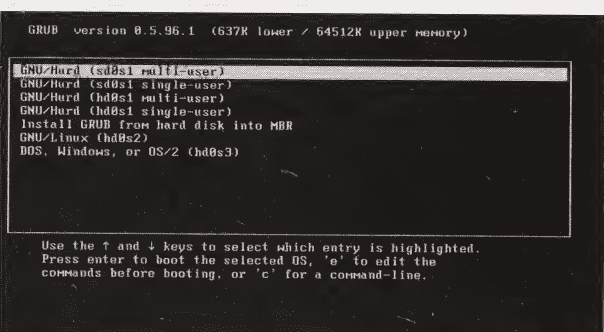 GRUB version 0.5.96.1 (637K lower / 64512K upper memory)
GNU/Hurd (sd0s1 multi-user)
GNU/Hurd (sd0s1 single-user)
GNU/Hurd (hd0s1 multi-user)
GNU/Hurd (hd0s1 single-user)
Install GRUB from hard disk into MBR
GNU/Linux (hd0s2)
DOS, Windows, or OS/2 (hd0s3)
Use the ↑ and ↓ keys to select which entry is highlighted.
Press enter to boot the selected OS, 'e' to edit the
commands before booting, or 'c' for a command-line.